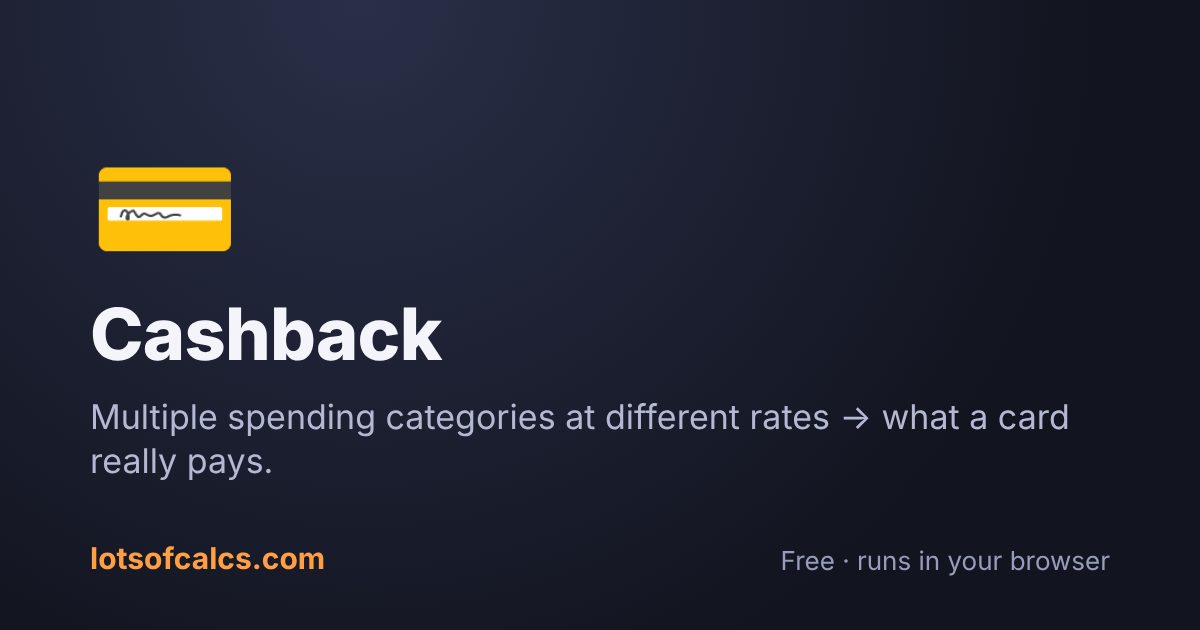 Cashback
Multiple spending categories at different rates → what a card
really pays.
lotsofcalcs.com
Free · runs in your browser